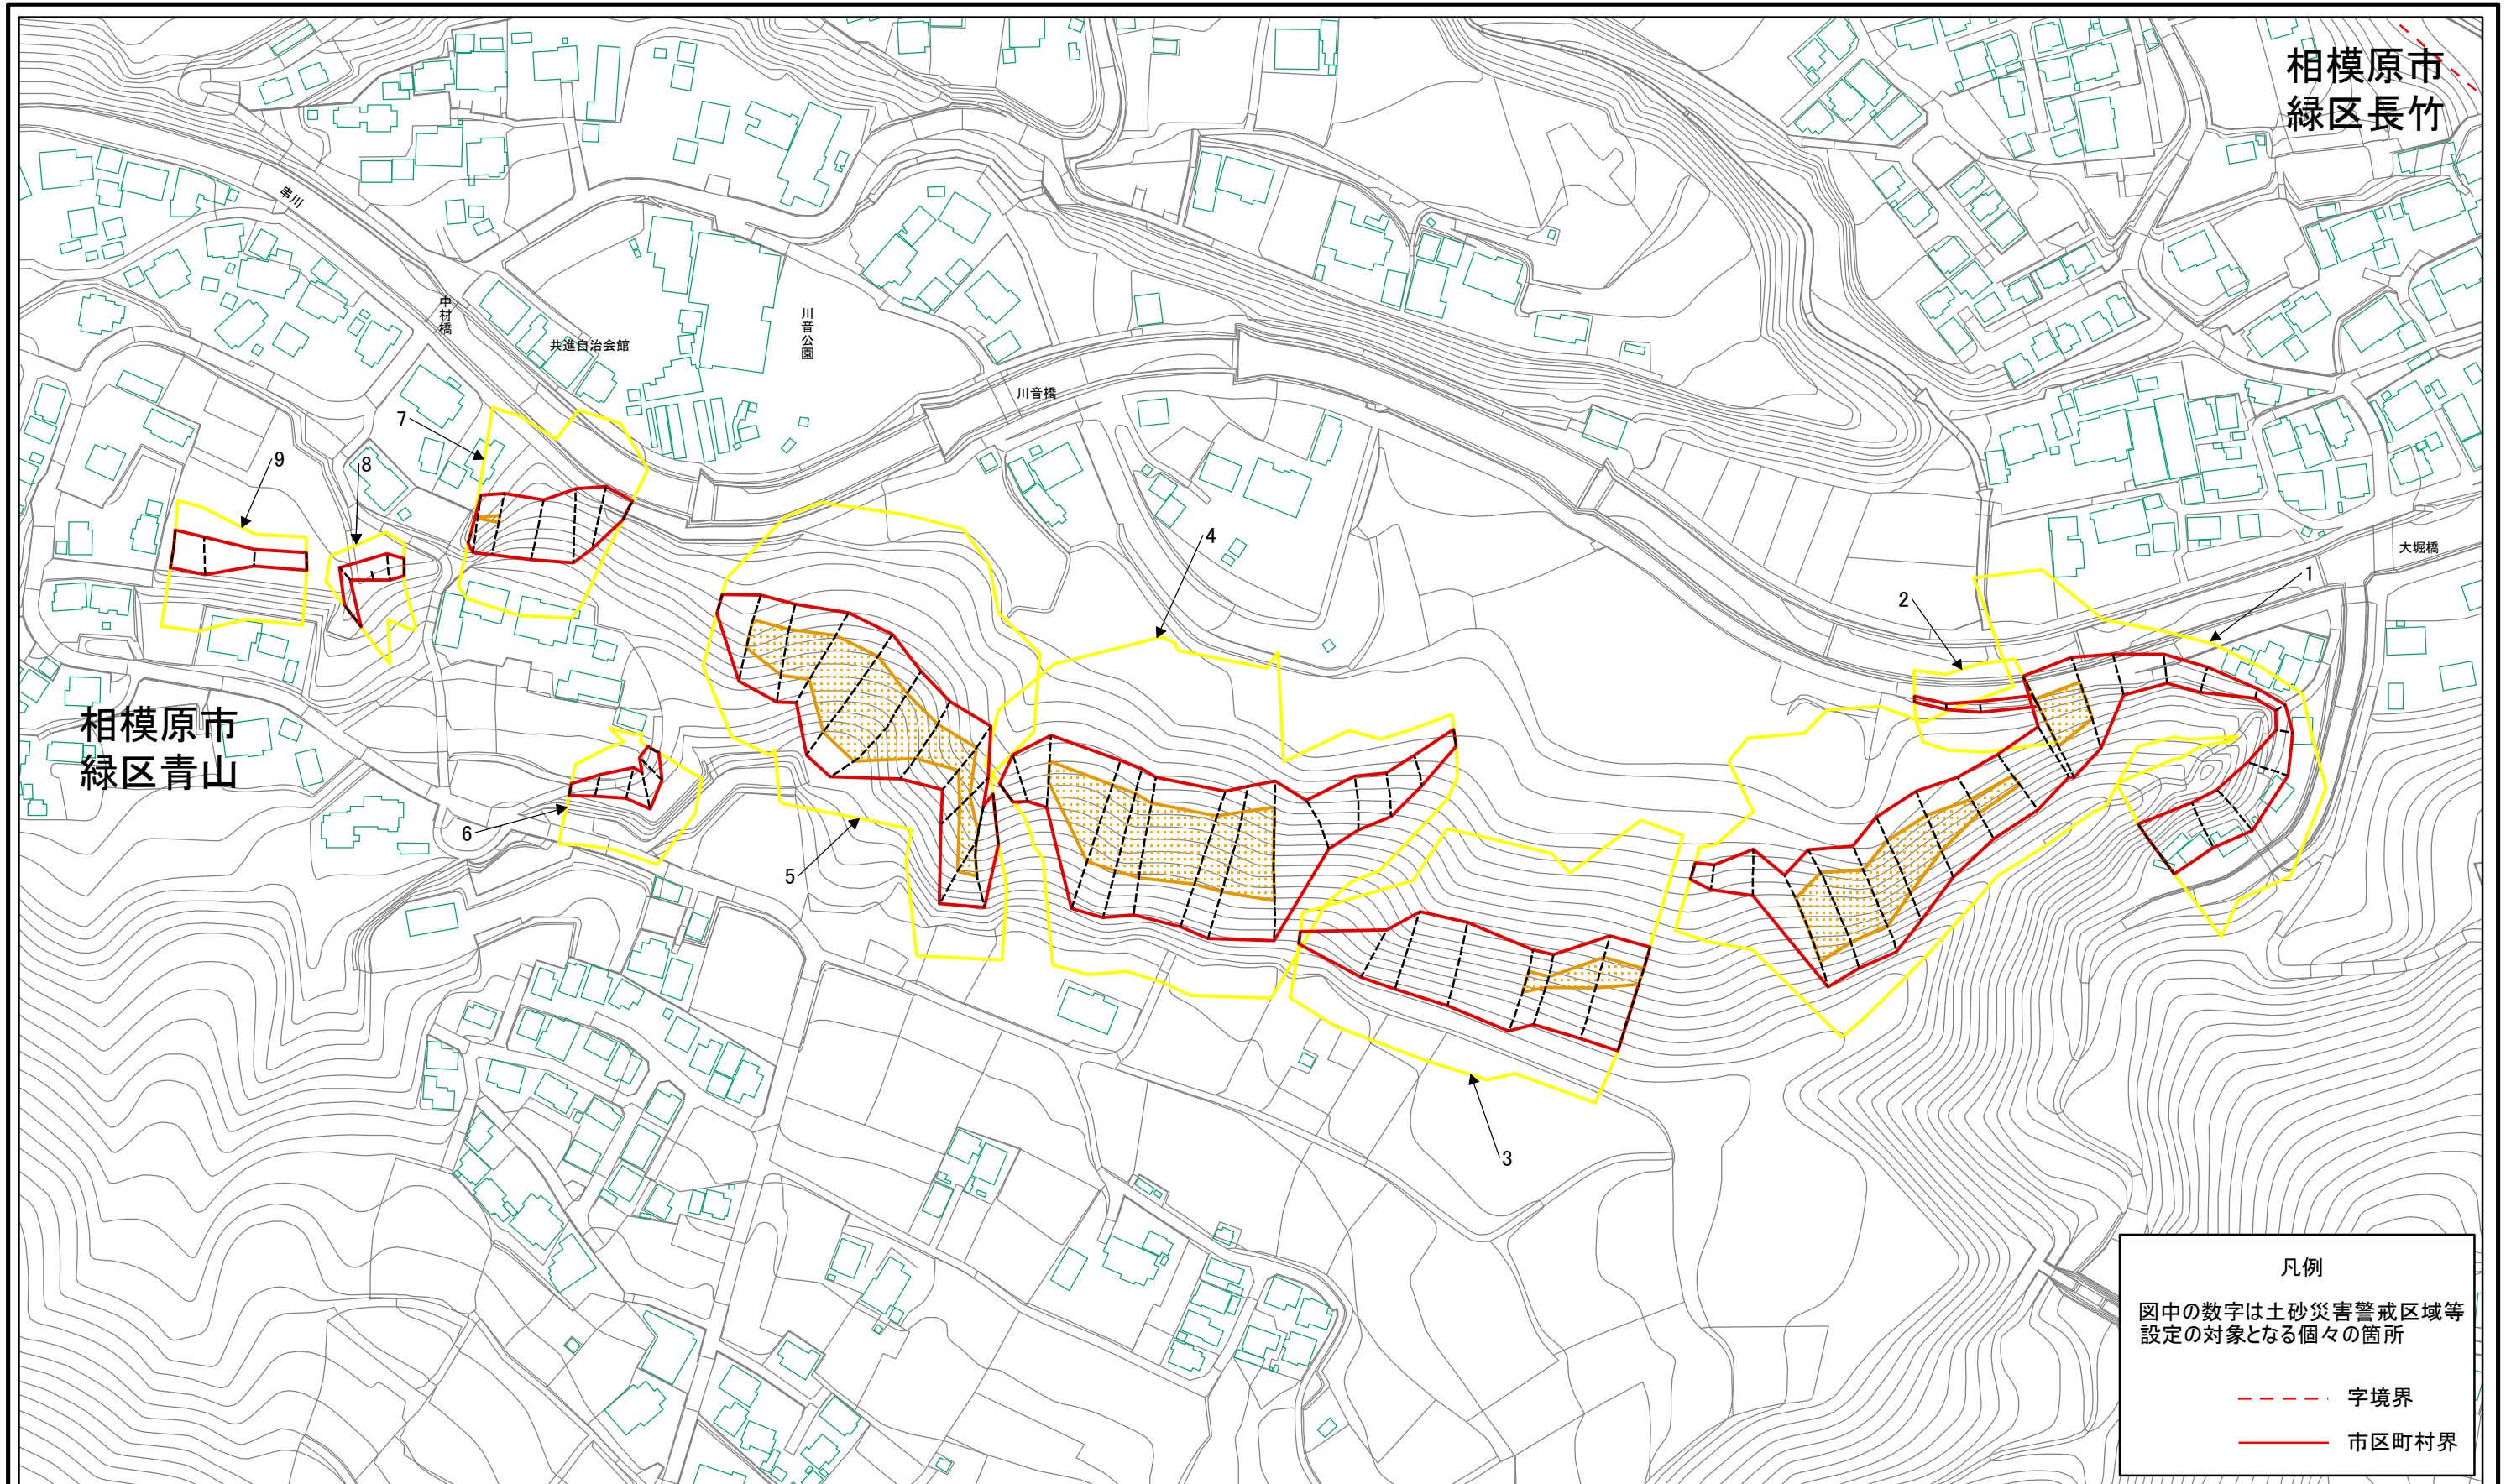 相模原市
緑区長竹
串川
中村橋
川音公園
共進自治会館
川音橋
7
9
8
4
大堀橋
1
2
相模原市
緑区青山
6
5
3
凡例
図中の数字は土砂災害警戒区域等
設定の対象となる個々の箇所
字境界
市区町村界